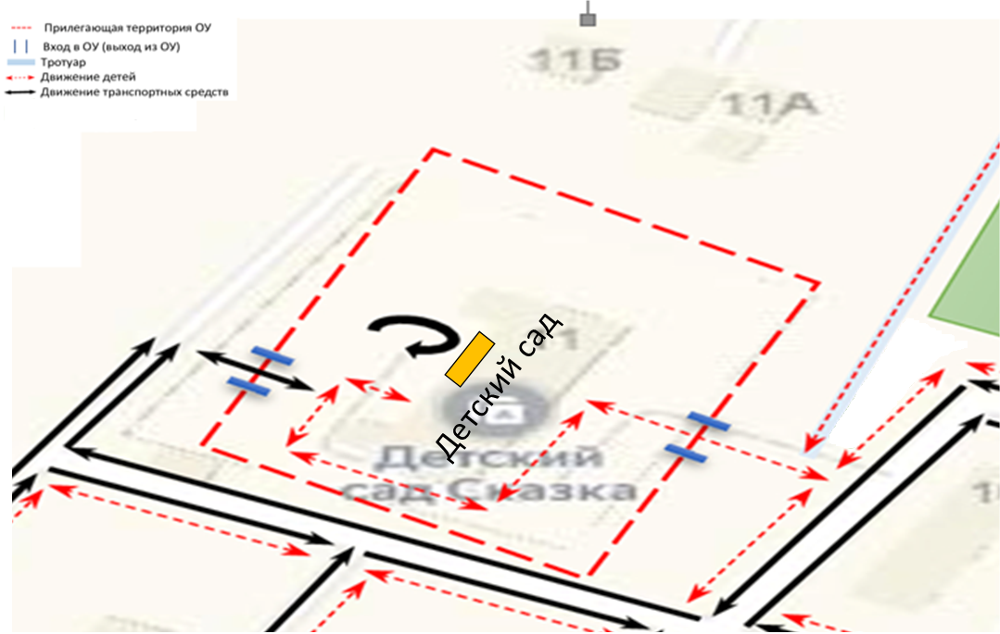 Прилегающая территория ОУ
Вход в ОУ (выход из ОУ)
Тротуар
Движение детей
Движение транспортных средств
11Б
11А
1
Детский сад
Детский
сад Сказка